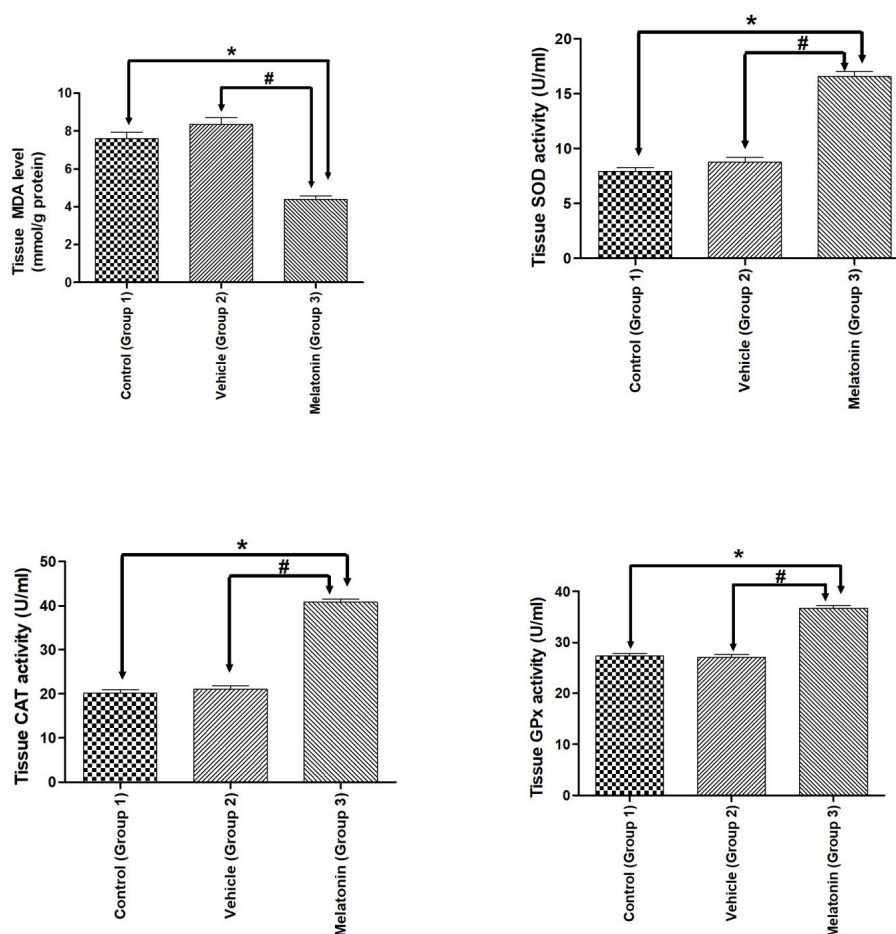 *
#
10
8
6
4
2
0
Tissue MDA level
(mmol/g protein)
Control (Group 1)
Vehicle (Group 2)
Melatonin (Group 3)
*
#
20
15
10
5
0
Tissue SOD activity (U/ml)
Control (Group 1)
Vehicle (Group 2)
Melatonin (Group 3)
*
#
50
40
30
20
10
0
Tissue CAT activity (U/ml)
Control (Group 1)
Vehicle (Group 2)
Melatonin (Group 3)
*
#
40
30
20
10
0
Tissue GPx activity (U/ml)
Control (Group 1)
Vehicle (Group 2)
Melatonin (Group 3)